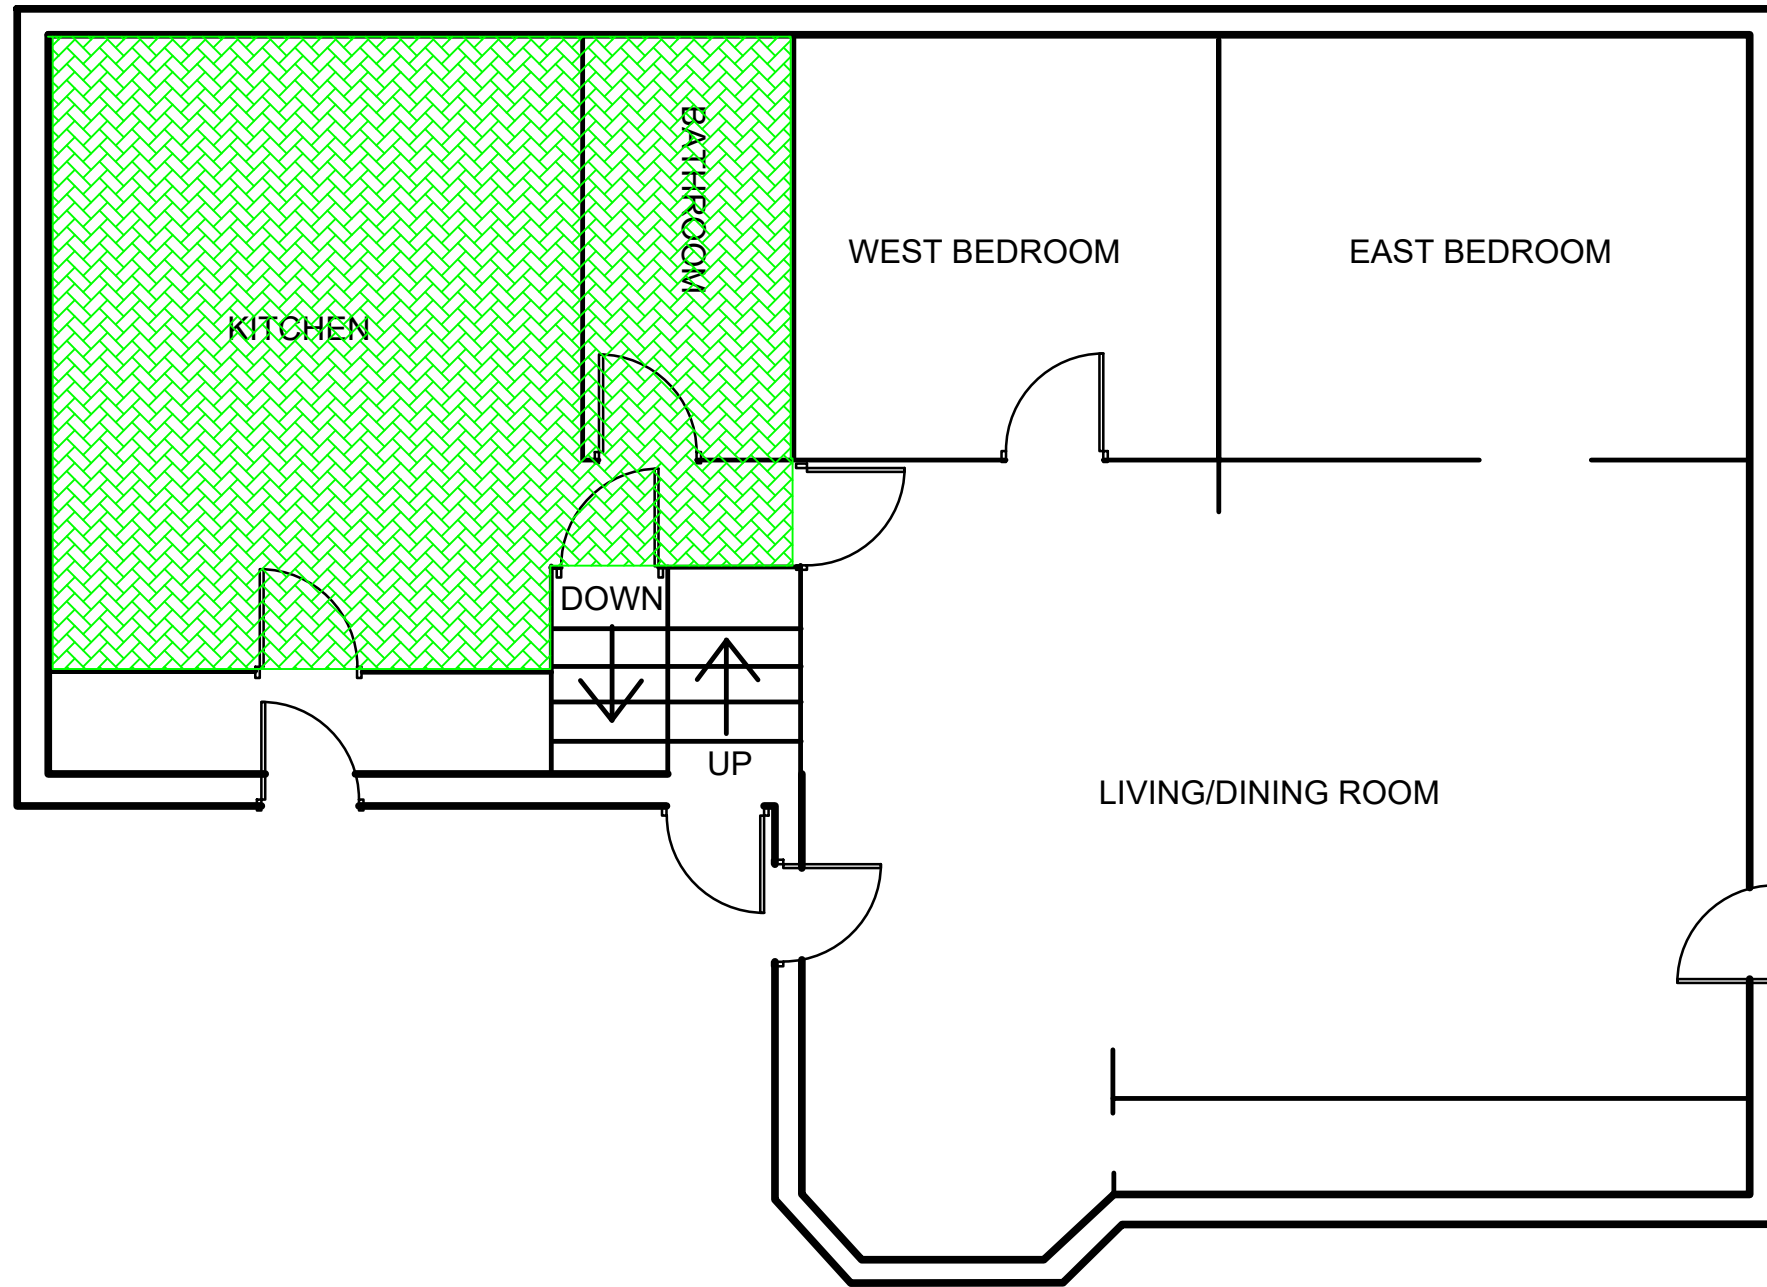 BATHROOM
WEST BEDROOM
EAST BEDROOM
KITCHEN
DOWN
UP
LIVING/DINING ROOM